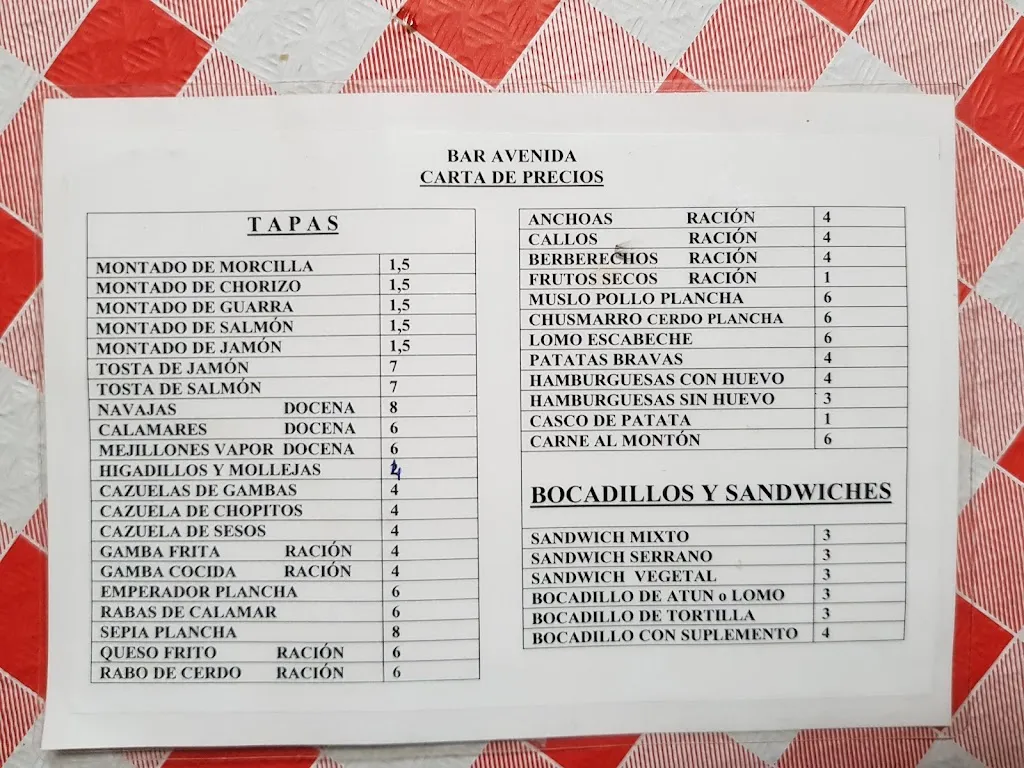 BAR AVENIDA
CARTA DE PRECIOS
TAPAS
MONTADO DE MORCILLA 1,5
MONTADO DE CHORIZO 1,5
MONTADO DE GUARRA 1,5
MONTADO DE SALMÓN 1,5
MONTADO DE JAMÓN 1,5
TOSTA DE JAMÓN 7
TOSTA DE SALMÓN 7
NAVAJAS DOCENA 8
CALAMARES DOCENA 6
MEJILLONES VAPOR DOCENA 6
HIGADILLOS Y MOLLEJAS 4
CAZUELAS DE GAMBAS 4
CAZUELA DE CHOPITOS 4
CAZUELA DE SESOS 4
GAMBA FRITA RACIÓN 4
GAMBA COCIDA RACIÓN 4
EMPERADOR PLANCHA 6
RABAS DE CALAMAR 6
SEPIA PLANCHA 8
QUESO FRITO RACIÓN 6
RABO DE CERDO RACIÓN 6
ANCHOAS RACIÓN 4
CALLOS RACIÓN 4
BERBERECHOS RACIÓN 4
FRUTOS SECOS RACIÓN 1
MUSLO POLLO PLANCHA 6
CHUSMARRO CERDO PLANCHA 6
LOMO ESCABECHE 6
PATATAS BRAVAS 4
HAMBURGUESAS CON HUEVO 4
HAMBURGUESAS SIN HUEVO 3
CASCO DE PATATA 1
CARNE AL MONTÓN 6
BOCADILLOS Y SANDWICHES
SANDWICH MIXTO 3
SANDWICH SERRANO 3
SANDWICH VEGETAL 3
BOCADILLO DE ATUN o LOMO 3
BOCADILLO DE TORTILLA 3
BOCADILLO CON SUPLEMENTO 4